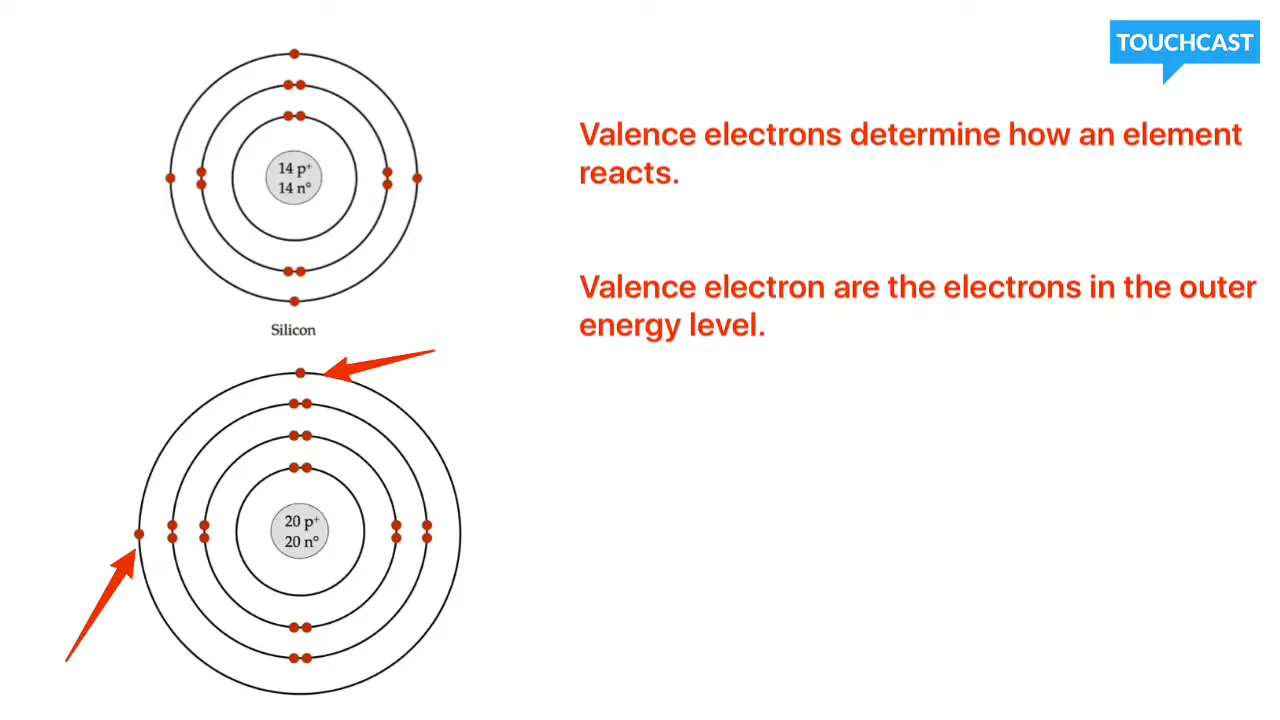 TOUCHCAST
Valence electrons determine how an element
reacts.
Valence electron are the electrons in the outer
energy level.
14 p⁺
14 n°
Silicon
20 p⁺
20 n°